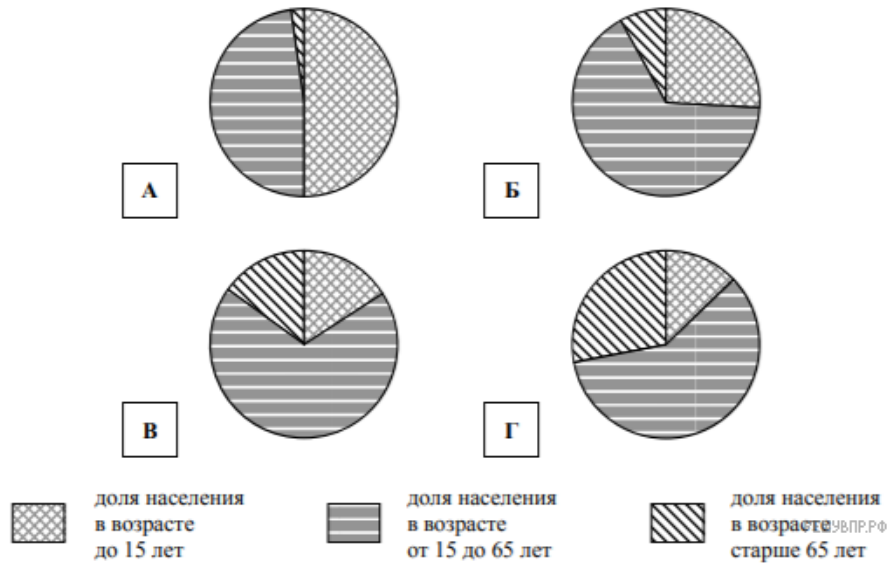 А
Б
В
Г
доля населения
в возрасте
до 15 лет
доля населения
в возрасте
от 15 до 65 лет
доля населения
в возрасте
старше 65 лет